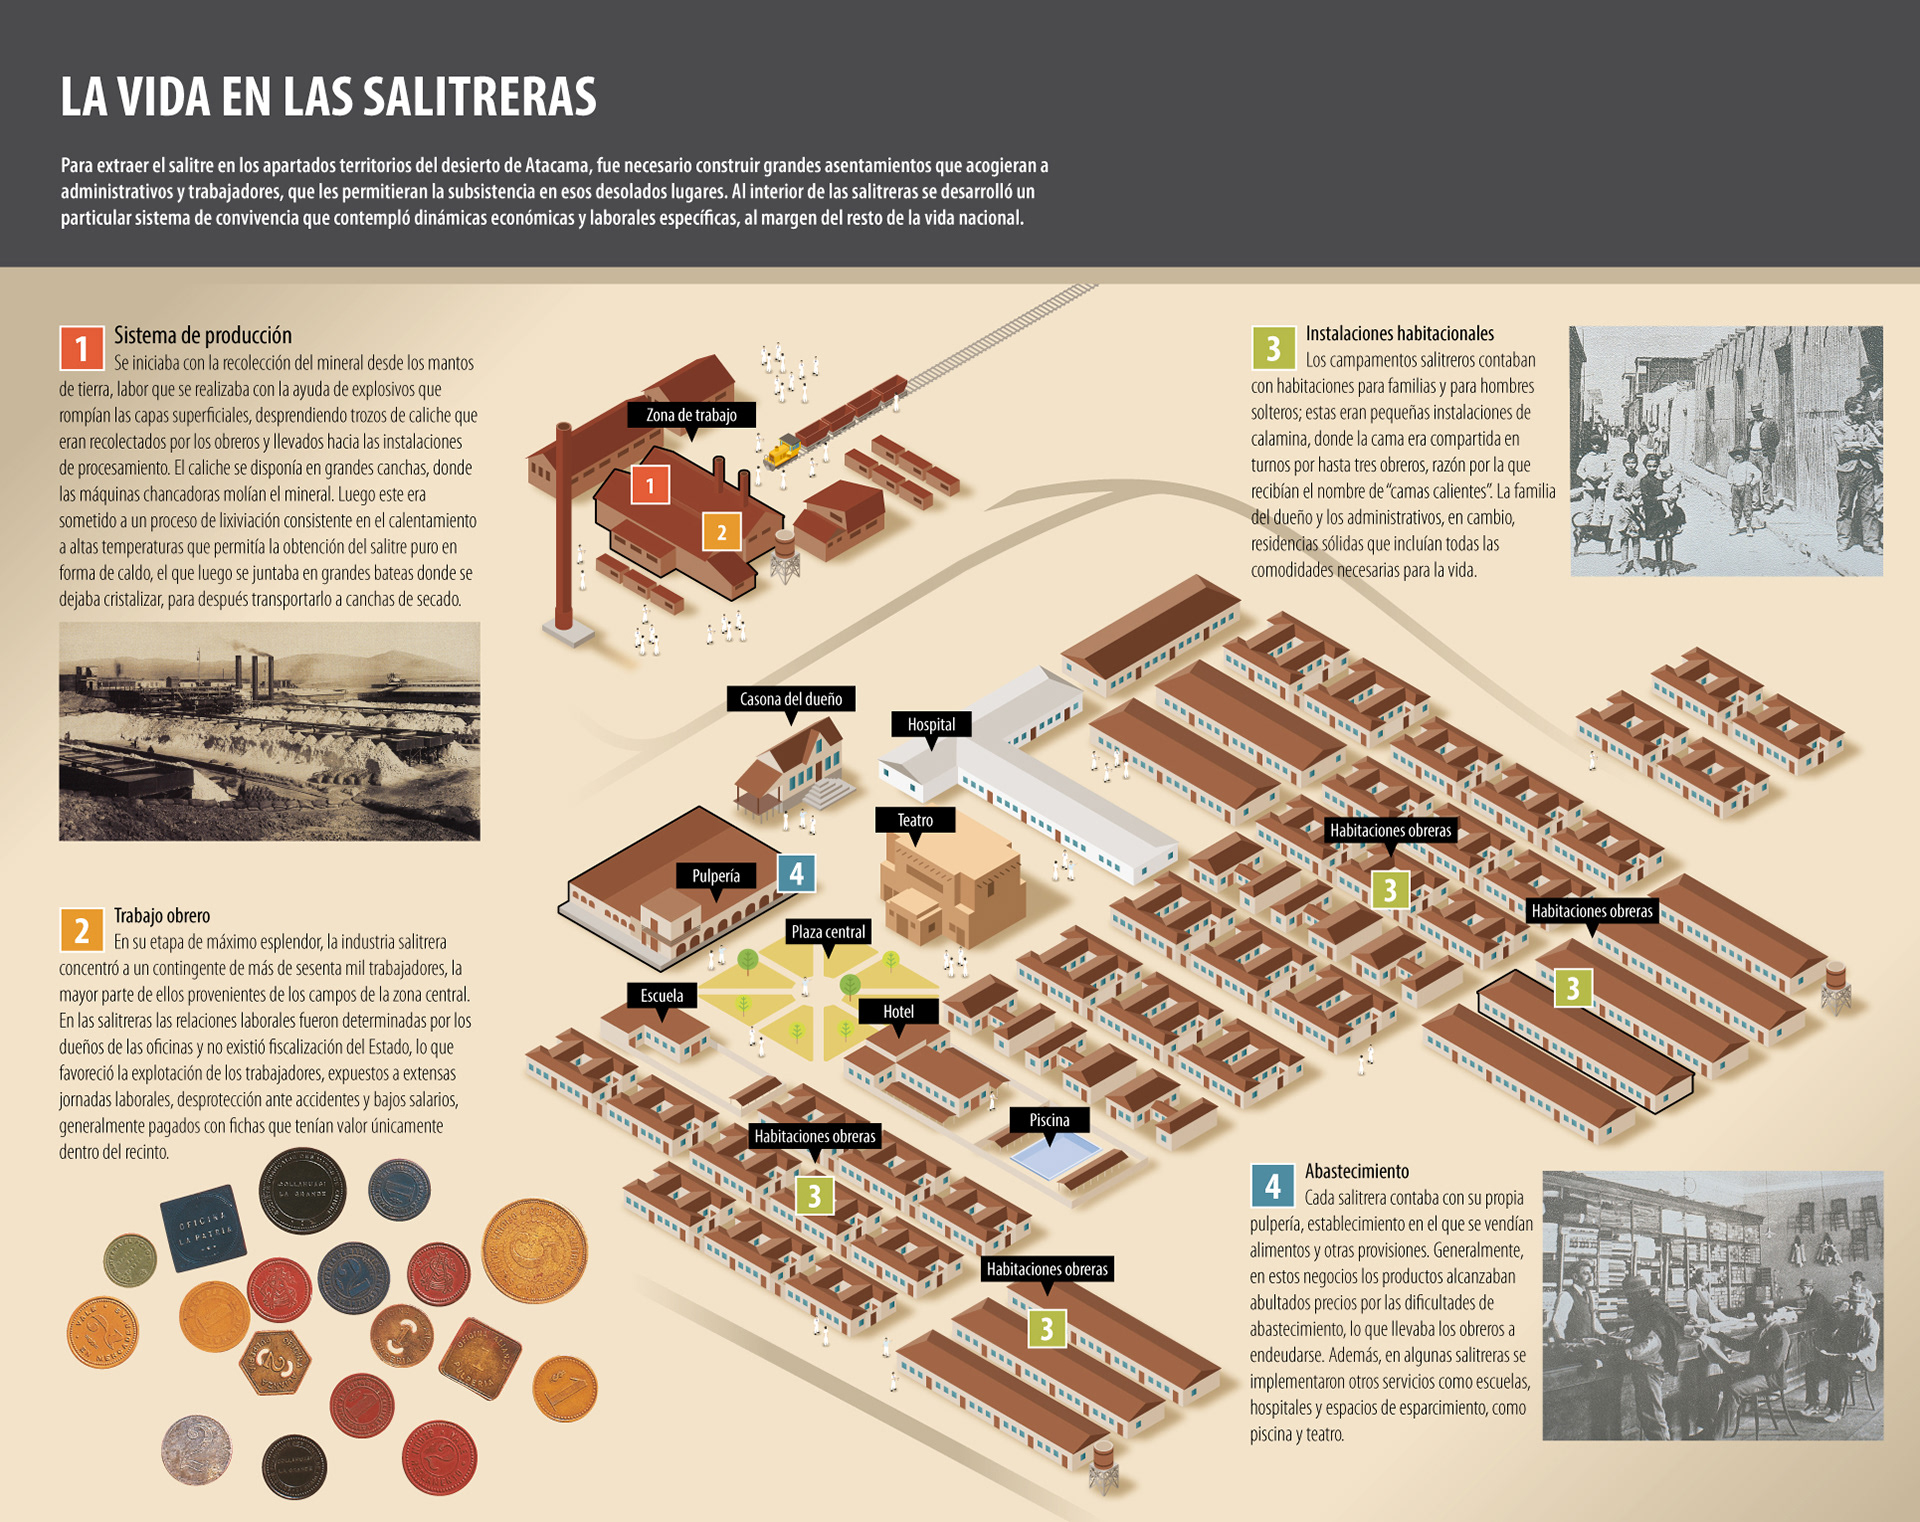 LA VIDA EN LAS SALITRERAS
Para extraer el salitre en los apartados territorios del desierto de Atacama, fue necesario construir grandes asentamientos que acogieran a
administrativos y trabajadores, que les permitieran la subsistencia en esos desolados lugares. Al interior de las salitreras se desarrolló un
particular sistema de convivencia que contempló dinámicas económicas y laborales específicas, al margen del resto de la vida nacional.
1
Sistema de producción
Se iniciaba con la recolección del mineral desde los mantos
de tierra, labor que se realizaba con la ayuda de explosivos que
rompían las capas superficiales, desprendiendo trozos de caliche que
eran recolectados por los obreros y llevados hacia las instalaciones
de procesamiento. El caliche se disponía en grandes canchas, donde
las máquinas chancadoras molían el mineral. Luego este era
sometido a un proceso de lixiviación consistente en el calentamiento
a altas temperaturas que permitía la obtención del salitre puro en
forma de caldo, el que luego se juntaba en grandes bateas donde se
dejaba cristalizar, para después transportarlo a canchas de secado.
2
Trabajo obrero
En su etapa de máximo esplendor, la industria salitrera
concentró a un contingente de más de sesenta mil trabajadores, la
mayor parte de ellos provenientes de los campos de la zona central.
En las salitreras las relaciones laborales fueron determinadas por los
dueños de las oficinas y no existió fiscalización del Estado, lo que
favoreció la explotación de los trabajadores, expuestos a extensas
jornadas laborales, desprotección ante accidentes y bajos salarios,
generalmente pagados con fichas que tenían valor únicamente
dentro del recinto.
COLLAHUASI
LA GRANDE
OFICINA
LA PATRIA
Zona de trabajo
1
2
Casona del dueño
Hospital
Teatro
Pulpería
4
Plaza central
Escuela
Hotel
Piscina
Habitaciones obreras
3
Habitaciones obreras
3
Habitaciones obreras
3
Habitaciones obreras
3
3
Instalaciones habitacionales
Los campamentos salitreros contaban
con habitaciones para familias y para hombres
solteros; estas eran pequeñas instalaciones de
calamina, donde la cama era compartida en
turnos por hasta tres obreros, razón por la que
recibían el nombre de “camas calientes”. La familia
del dueño y los administrativos, en cambio,
residencias sólidas que incluían todas las
comodidades necesarias para la vida.
4
Abastecimiento
Cada salitrera contaba con su propia
pulpería, establecimiento en el que se vendían
alimentos y otras provisiones. Generalmente,
en estos negocios los productos alcanzaban
abultados precios por las dificultades de
abastecimiento, lo que llevaba los obreros a
endeudarse. Además, en algunas salitreras se
implementaron otros servicios como escuelas,
hospitales y espacios de esparcimiento, como
piscina y teatro.